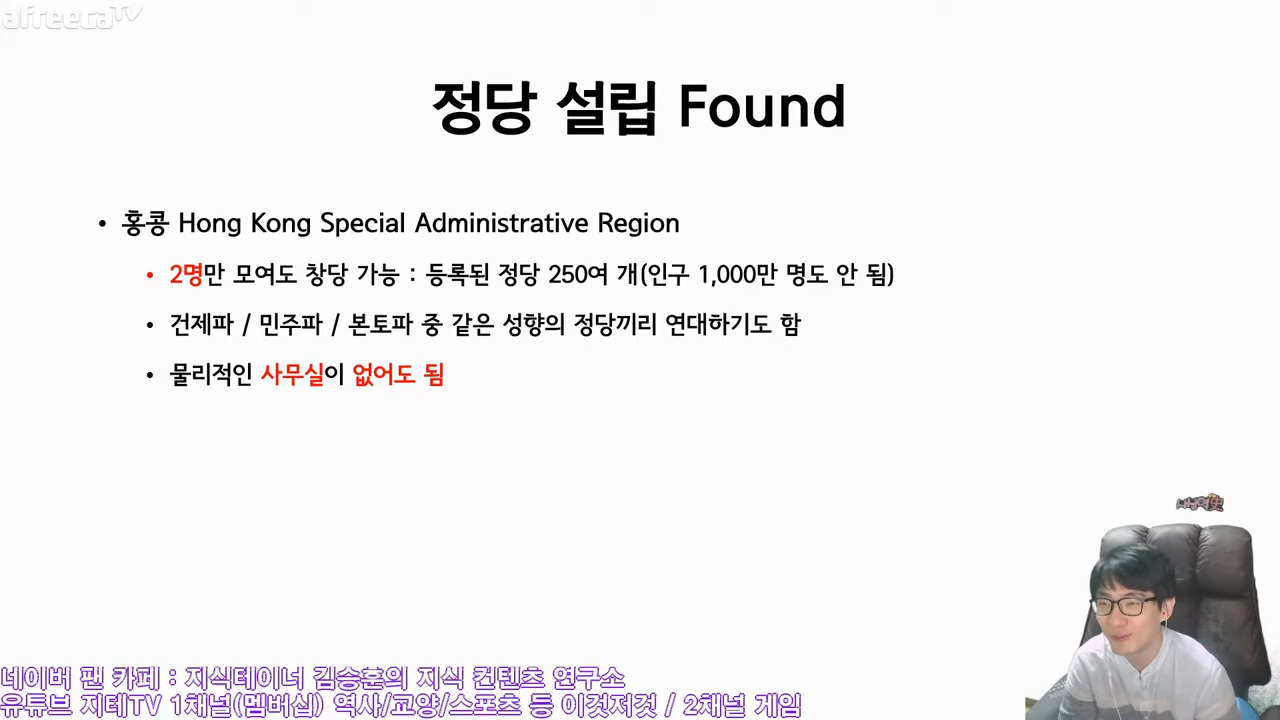 afreecaTV
정당 설립 Found
• 홍콩 Hong Kong Special Administrative Region
• 2명만 모여도 창당 가능 : 등록된 정당 250여 개(인구 1,000만 명도 안 됨)
• 건제파 / 민주파 / 본토파 중 같은 성향의 정당끼리 연대하기도 함
• 물리적인 사무실이 없어도 됨
네이버 팬 카페 : 지식테이너 김승훈의 지식 컨텐츠 연구소
유튜브 지테TV 1채널(멤버십) 역사/교양/스포츠 등 이것저것 / 2채널 게임